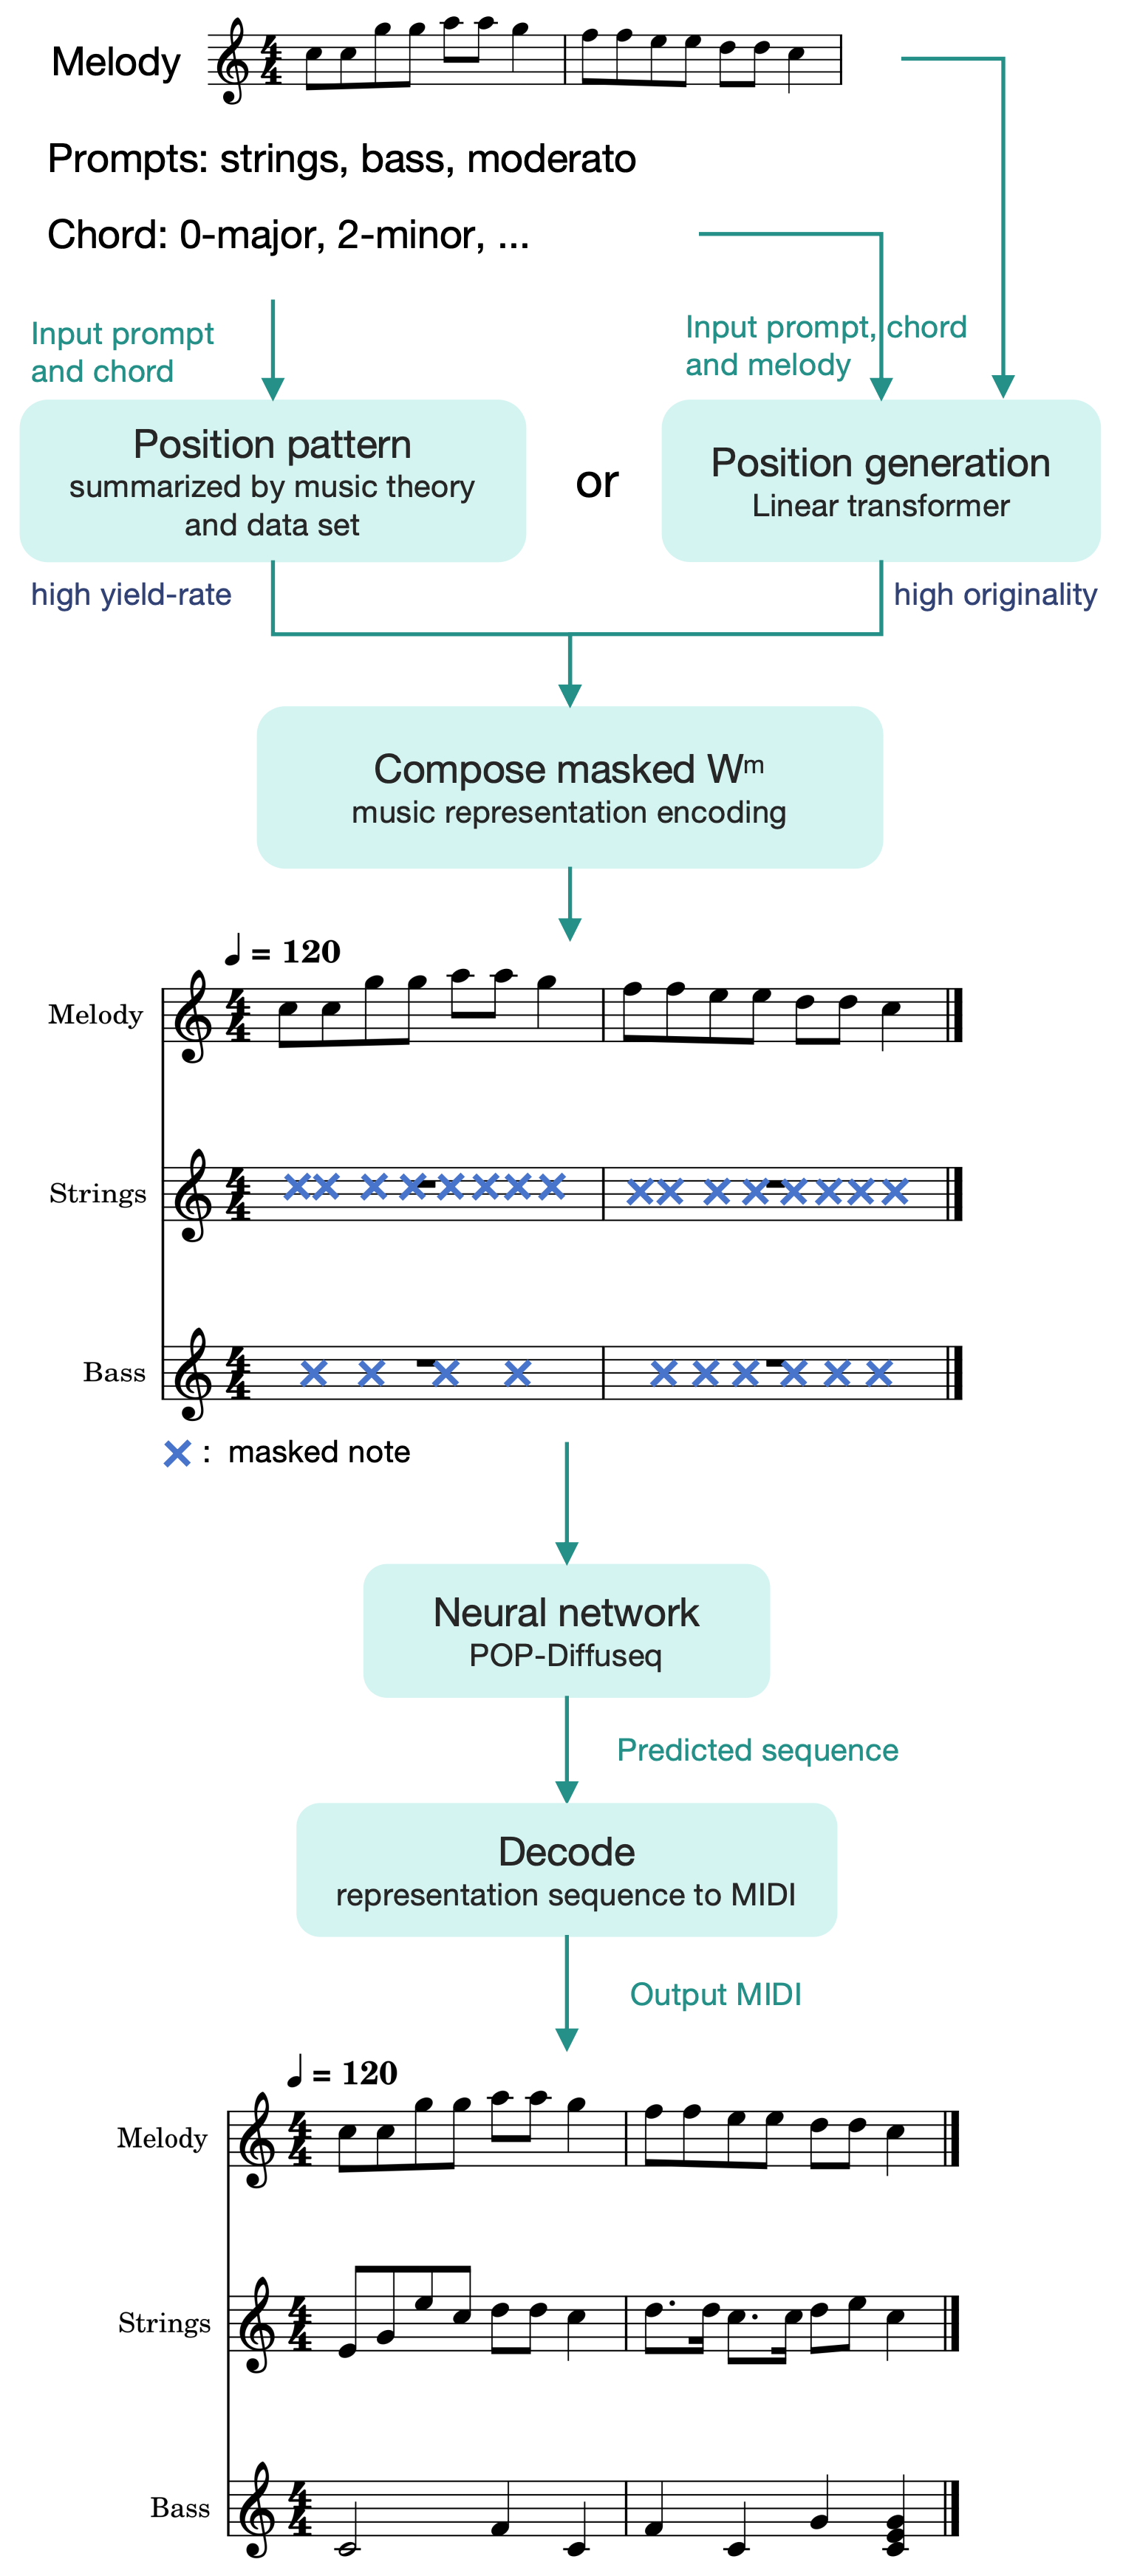 Melody
Prompts: strings, bass, moderato
Chord: 0-major, 2-minor, ...
Input prompt
and chord
Input prompt, chord
and melody
Position pattern
summarized by music theory
and data set
or
Position generation
Linear transformer
high yield-rate
high originality
Compose masked Wᵐ
music representation encoding
♩ = 120
Melody
Strings
Bass
× : masked note
Neural network
POP-Diffuseq
Predicted sequence
Decode
representation sequence to MIDI
Output MIDI
♩ = 120
Melody
Strings
Bass